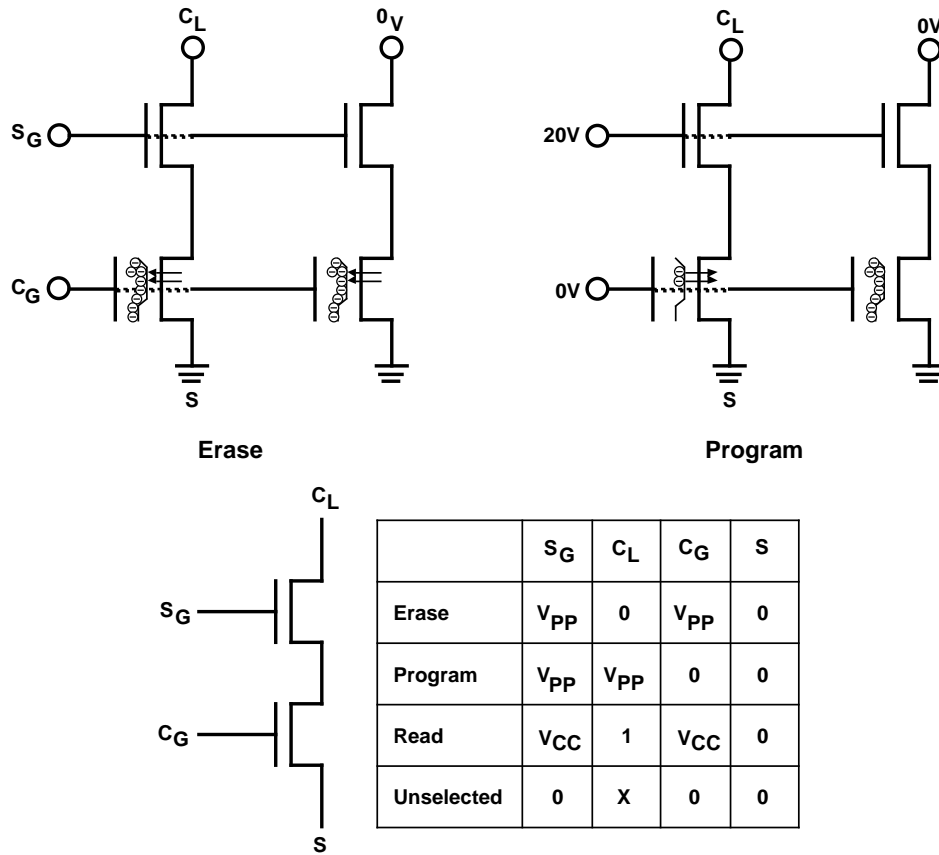 CL
0V
SG
CG
S
Erase
CL
0V
20V
0V
S
Program
CL
SG
CG
S
SG CL CG S
Erase VPP 0 VPP 0
Program VPP VPP 0 0
Read VCC 1 VCC 0
Unselected 0 X 0 0